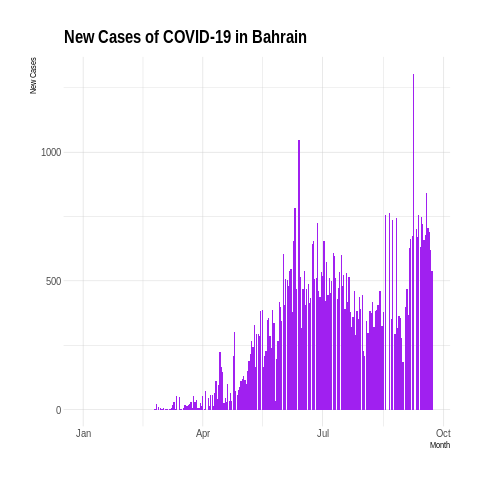 New Cases of COVID-19 in Bahrain
New Cases
1000
500
0
Jan Apr Jul Oct
Month